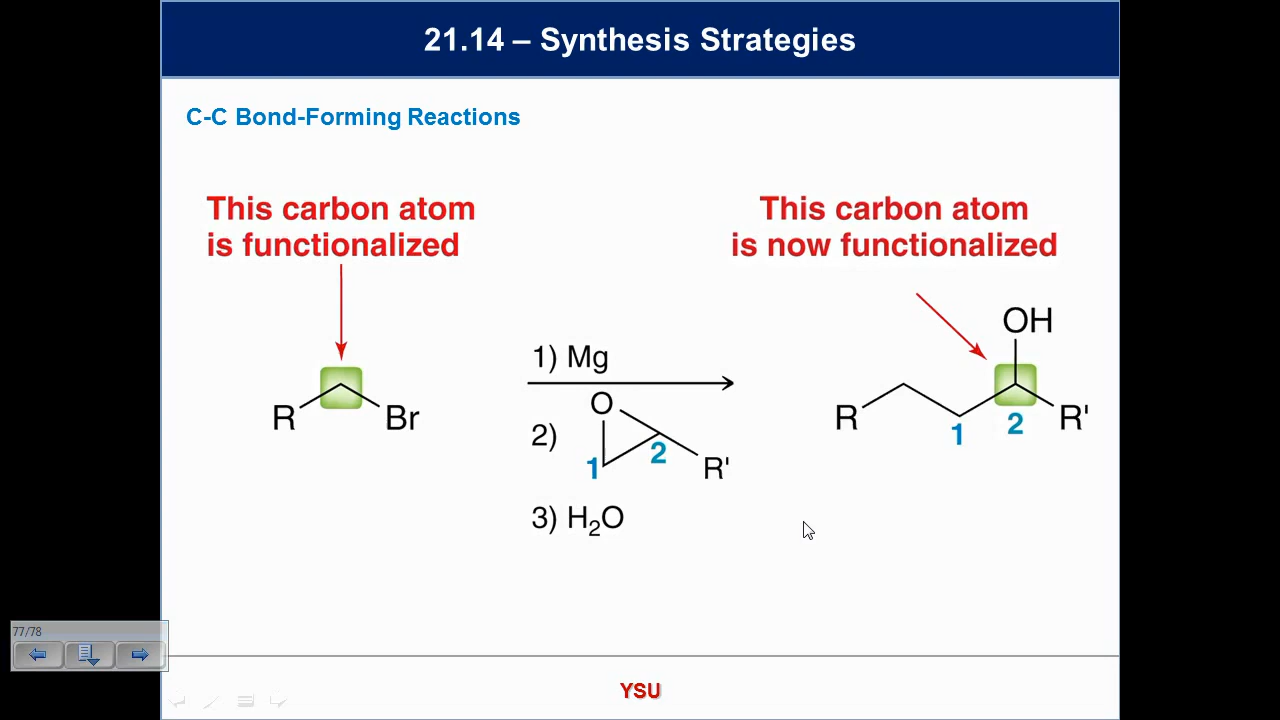 21.14 – Synthesis Strategies
C-C Bond-Forming Reactions
This carbon atom
is functionalized
This carbon atom
is now functionalized
R
Br
1) Mg
2)
O
1
2
R'
3) H₂O
OH
R
1
2
R'
77/78
YSU